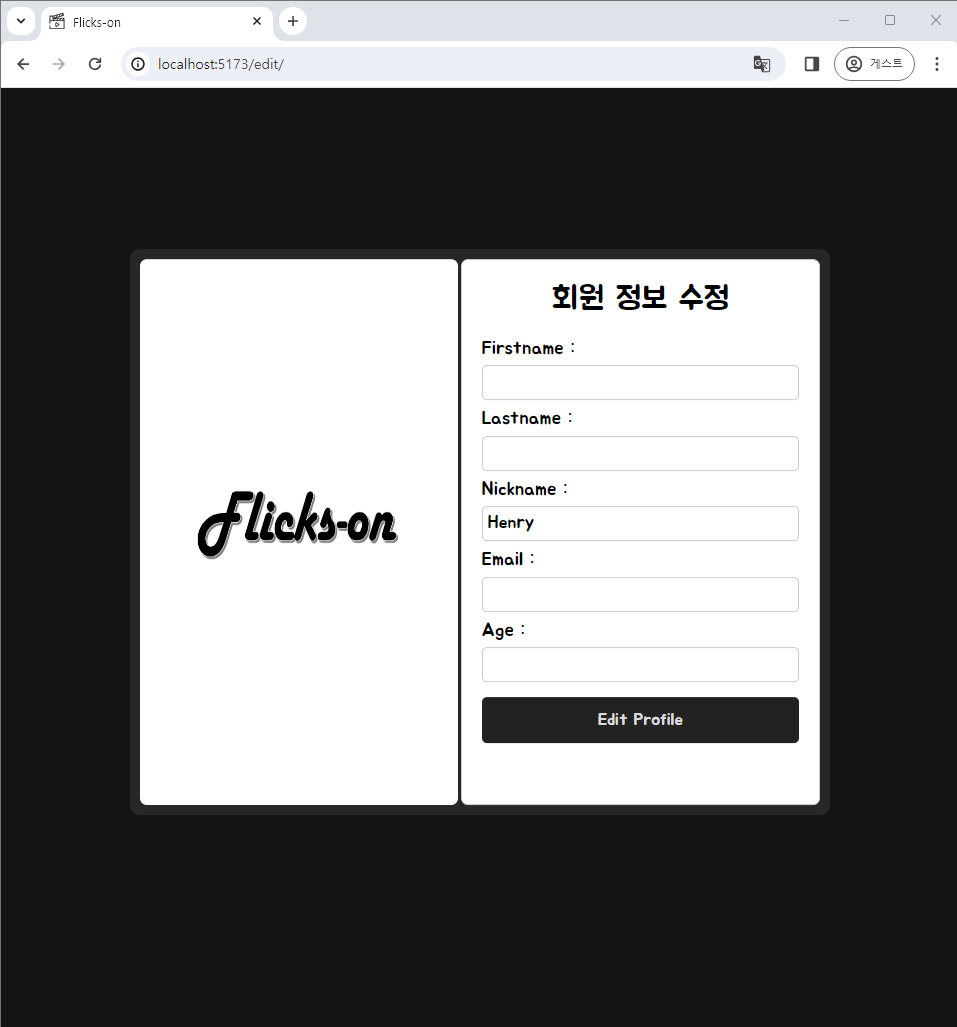 Flicks-on
localhost:5173/edit/
게스트
Flicks-on
회원 정보 수정
Firstname :
Lastname :
Nickname :
Henry
Email :
Age :
Edit Profile